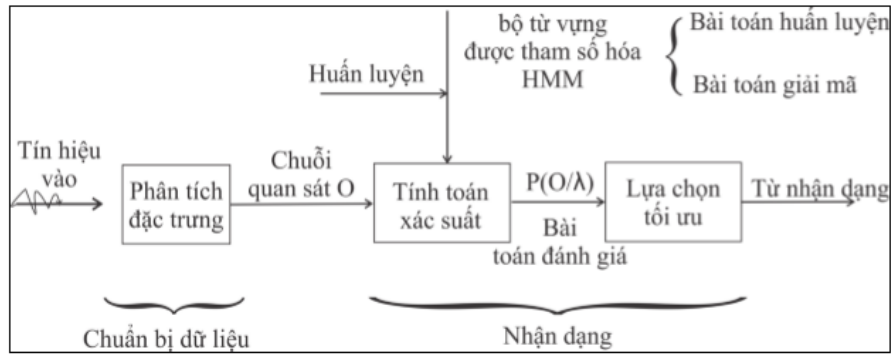 bộ từ vựng
được tham số hóa
HMM
Bài toán huấn luyện
Bài toán giải mã
Huấn luyện
Tín hiệu
vào
Phân tích
đặc trưng
Chuỗi
quan sát O
Tính toán
xác suất
P(O/λ)
Bài
toán đánh giá
Lựa chọn
tối ưu
Từ nhận dạng
Chuẩn bị dữ liệu
Nhận dạng